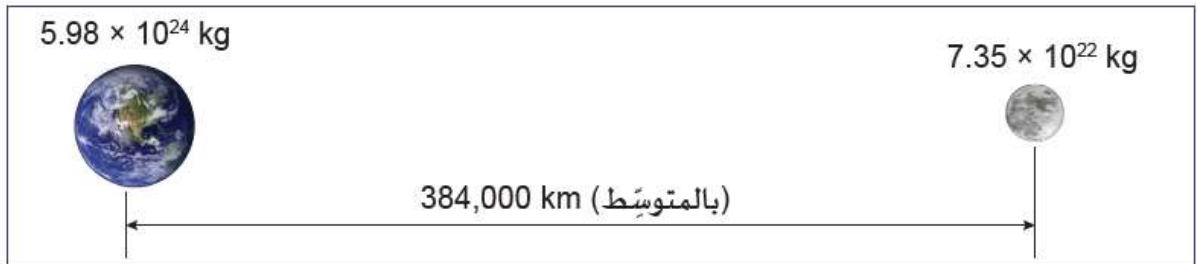 5.98 × 10²⁴ kg
7.35 × 10²² kg
384,000 km (بالمتوسِّط)